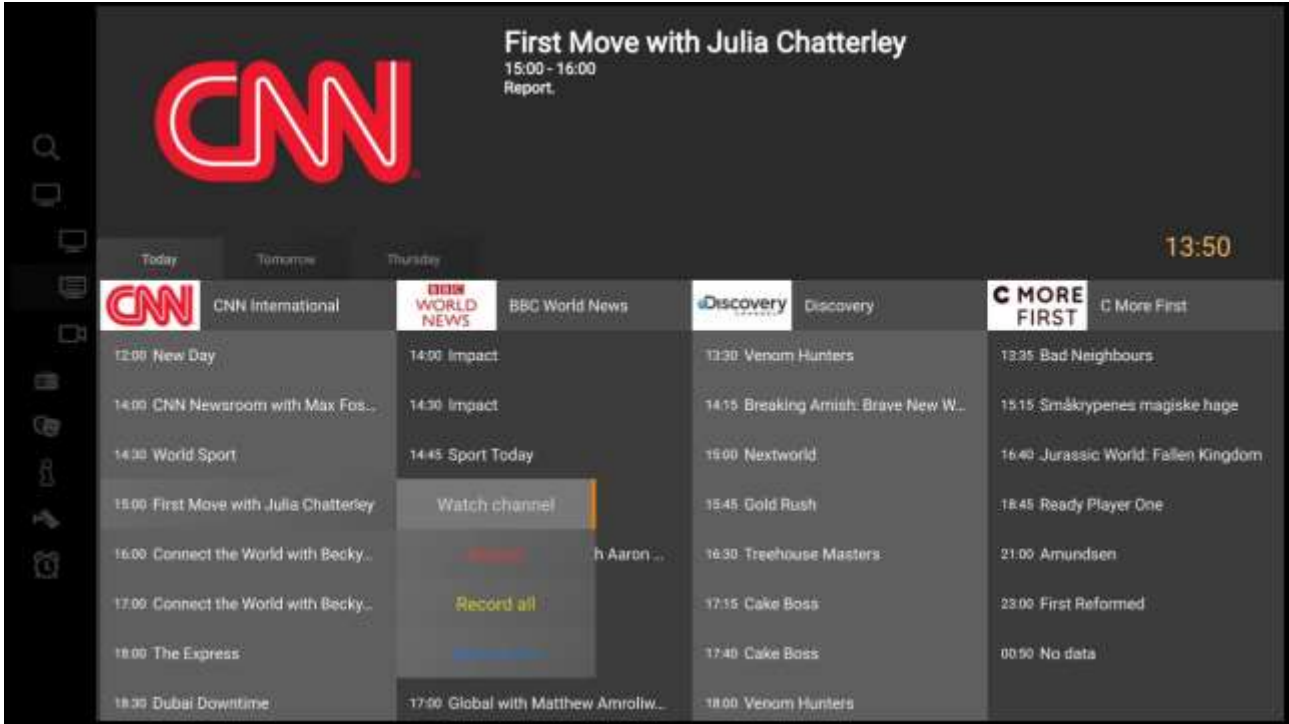 CNN
First Move with Julia Chatterley
15:00 - 16:00
Report.
13:50
Today
Tomorrow
Thursday
CNN
CNN International
BBC
WORLD
NEWS
BBC World News
Discovery
Discovery
C MORE
FIRST
C More First
12:00 New Day
14:00 CNN Newsroom with Max Fos...
14:30 World Sport
15:00 First Move with Julia Chatterley
16:00 Connect the World with Becky...
17:00 Connect the World with Becky...
18:00 The Express
18:30 Dubai Downtime
14:00 Impact
14:30 Impact
14:45 Sport Today
Watch channel
h Aaron ...
Record all
17:00 Global with Matthew Amroliw...
13:30 Venom Hunters
14:15 Breaking Amish: Brave New W...
15:00 Nextworld
15:45 Gold Rush
16:30 Treehouse Masters
17:15 Cake Boss
17:40 Cake Boss
18:00 Venom Hunters
13:35 Bad Neighbours
15:15 Småkrypenes magiske hage
16:40 Jurassic World: Fallen Kingdom
18:45 Ready Player One
21:00 Amundsen
23:00 First Reformed
00:50 No data